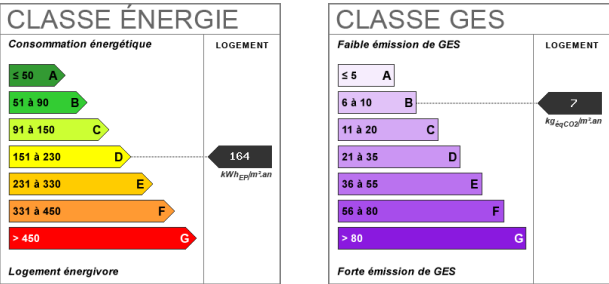 CLASSE ÉNERGIE
Consommation énergétique
LOGEMENT
≤ 50 A
51 à 90 B
91 à 150 C
151 à 230 D
164
kWhEP/m².an
231 à 330 E
331 à 450 F
> 450 G
Logement énergivore
CLASSE GES
Faible émission de GES
LOGEMENT
≤ 5 A
6 à 10 B
7
kgéqCO2/m².an
11 à 20 C
21 à 35 D
36 à 55 E
56 à 80 F
> 80 G
Forte émission de GES